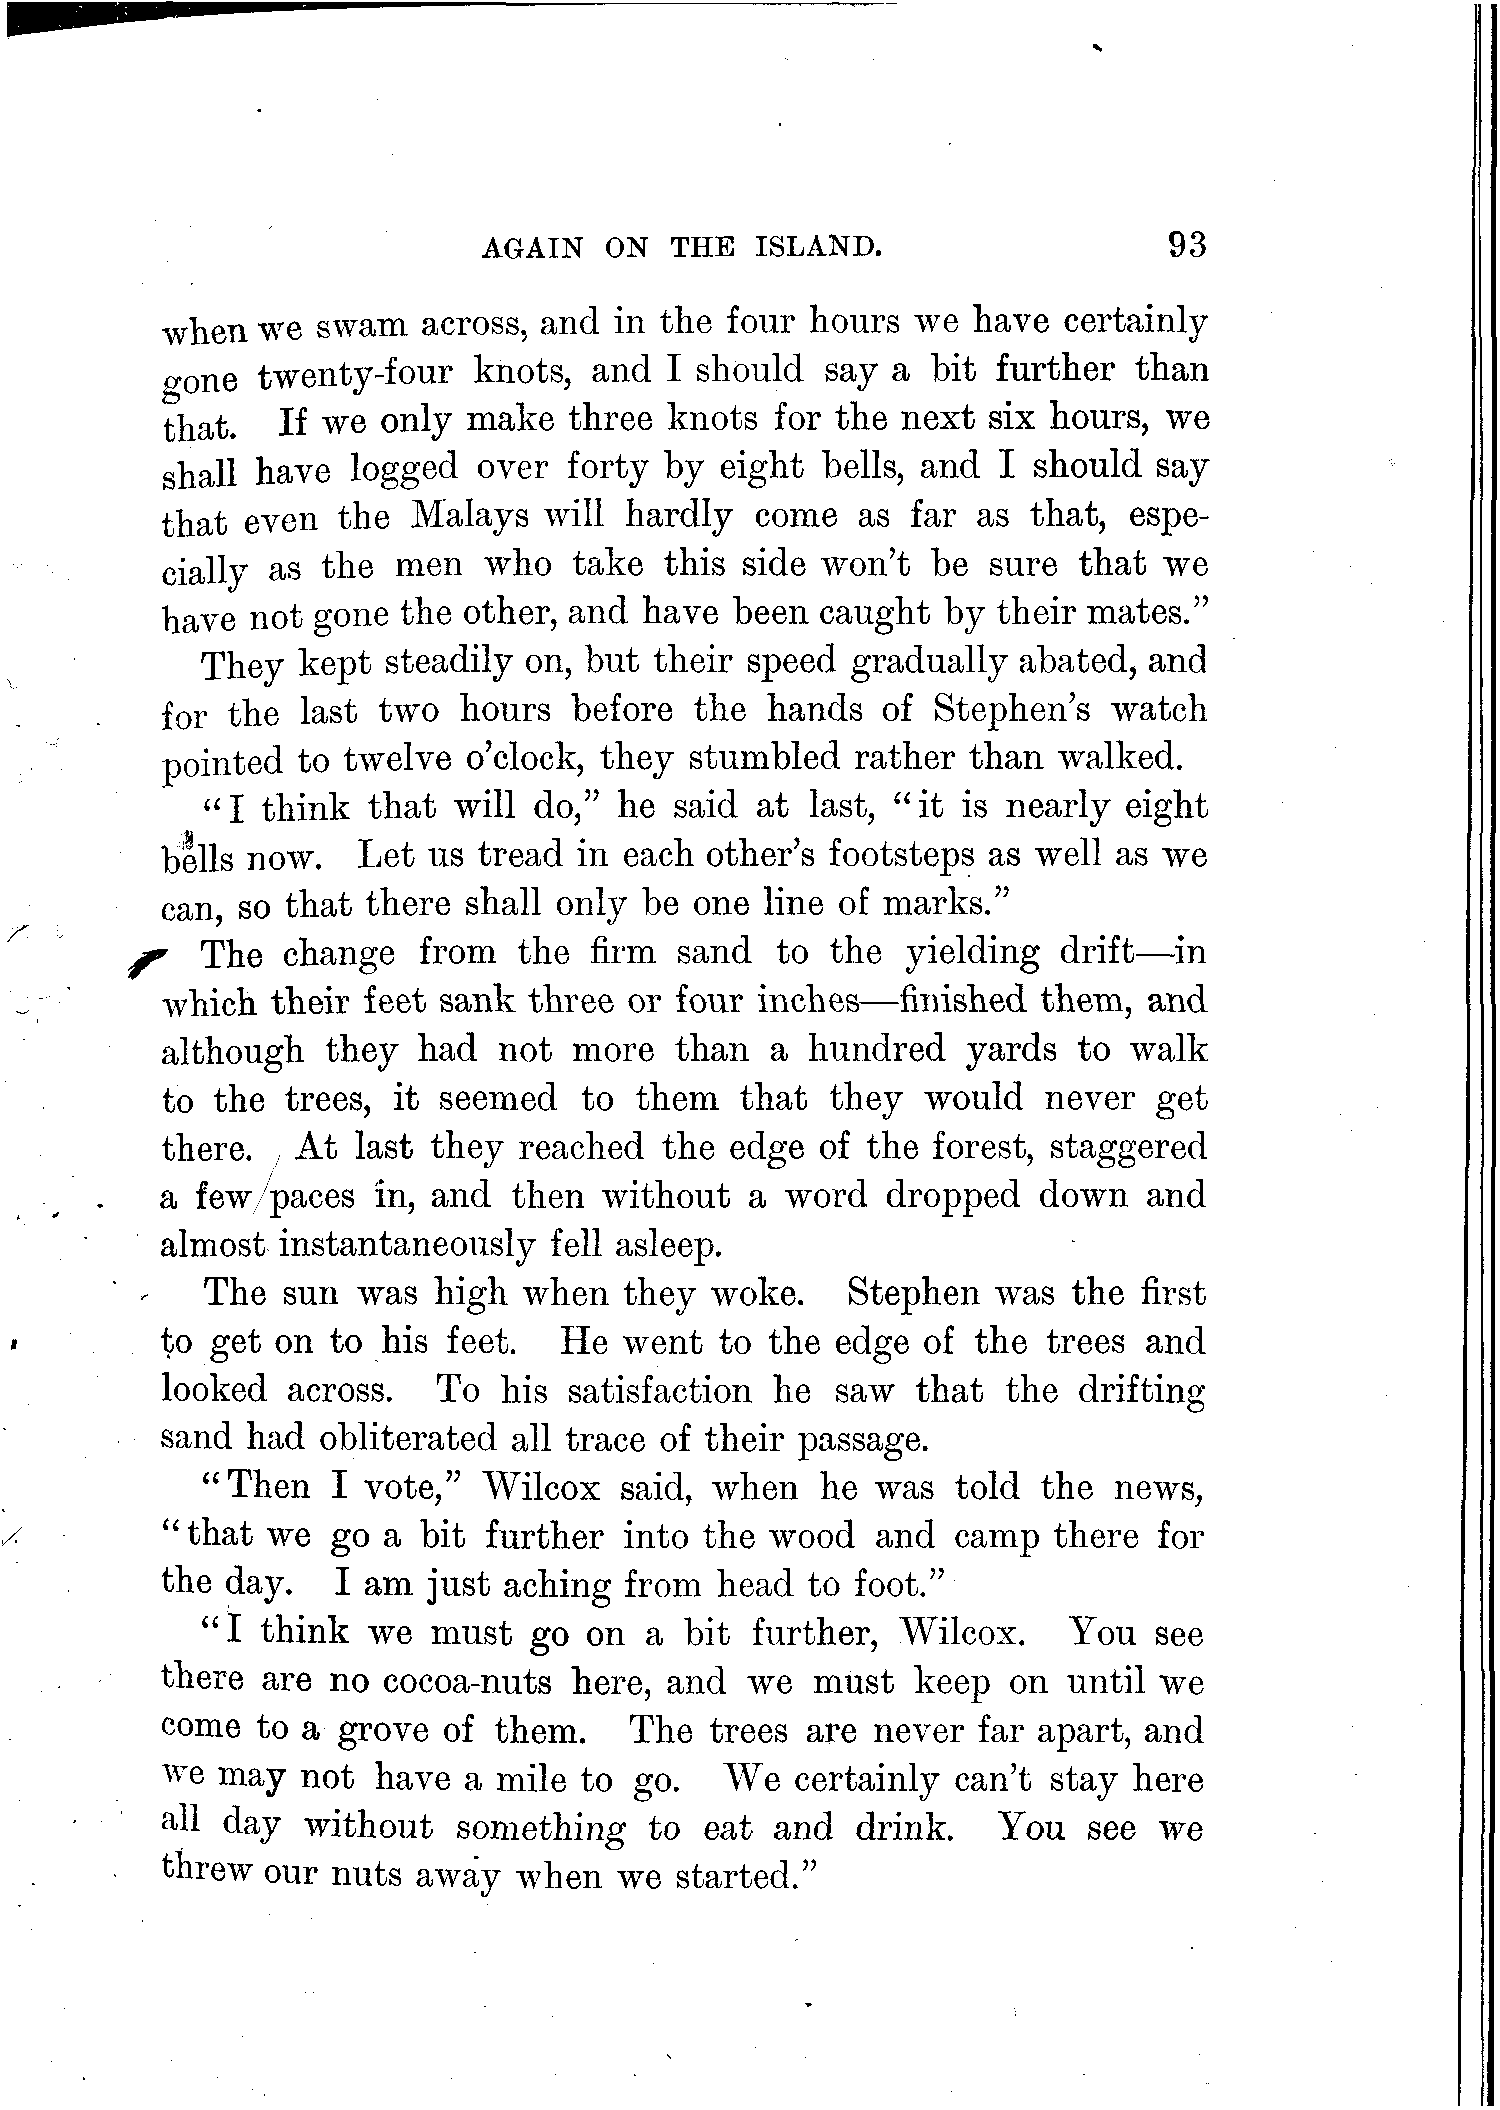 AGAIN ON THE ISLAND. 93
when we swam across, and in the four hours we have certainly
gone twenty-four knots, and I should say a bit further than
that. If we only make three knots for the next six hours, we
shall have logged over forty by eight bells, and I should say
that even the Malays will hardly come as far as that, espe-
cially as the men who take this side won't be sure that we
have not gone the other, and have been caught by their mates."
They kept steadily on, but their speed gradually abated, and
for the last two hours before the hands of Stephen's watch
pointed to twelve o'clock, they stumbled rather than walked.
"I think that will do," he said at last, "it is nearly eight
bells now. Let us tread in each other's footsteps as well as we
can, so that there shall only be one line of marks."
The change from the firm sand to the yielding drift—in
which their feet sank three or four inches—finished them, and
although they had not more than a hundred yards to walk
to the trees, it seemed to them that they would never get
there. At last they reached the edge of the forest, staggered
a few paces in, and then without a word dropped down and
almost instantaneously fell asleep.
The sun was high when they woke. Stephen was the first
to get on to his feet. He went to the edge of the trees and
looked across. To his satisfaction he saw that the drifting
sand had obliterated all trace of their passage.
"Then I vote," Wilcox said, when he was told the news,
"that we go a bit further into the wood and camp there for
the day. I am just aching from head to foot."
"I think we must go on a bit further, Wilcox. You see
there are no cocoa-nuts here, and we must keep on until we
come to a grove of them. The trees are never far apart, and
we may not have a mile to go. We certainly can't stay here
all day without something to eat and drink. You see we
threw our nuts away when we started."